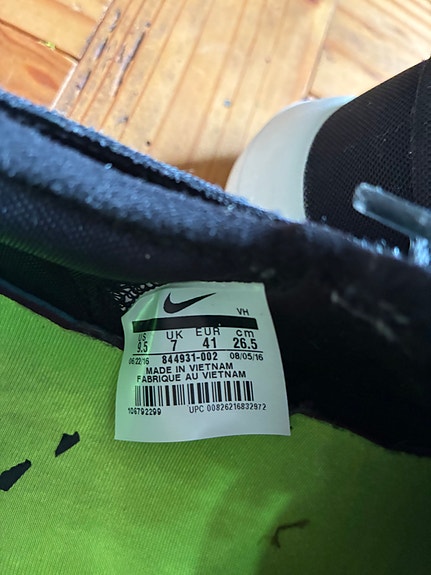 VH
US UK EUR cm
9.5 7 41 26.5
06/22/16 844931-002 08/05/16
MADE IN VIETNAM
FABRIQUE AU VIETNAM
106792299 UPC 00826216832972